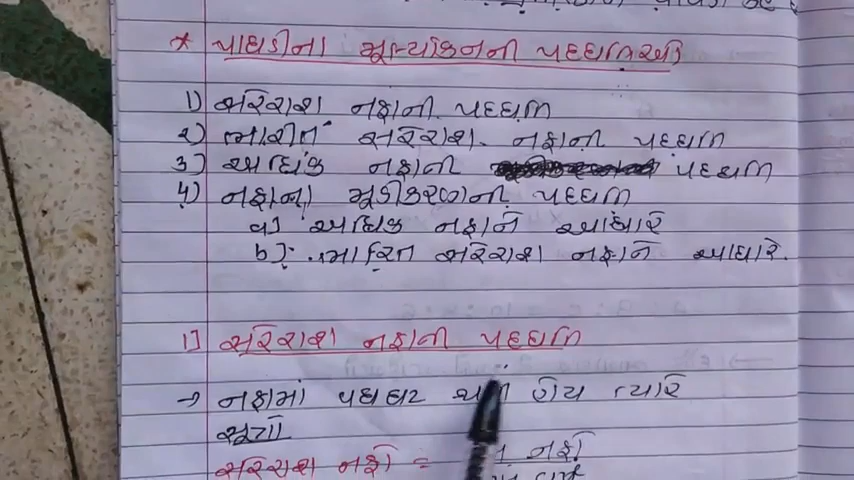 * પાઘડીના મૂલ્યાંકનની પદ્ધતિઓ
1) સરેરાશ નફાની પદ્ધતિ
2) ભારિત સરેરાશ નફાની પદ્ધતિ
3) અધિક નફાની પદ્ધતિ
4) નફાના મૂડીકરણની પદ્ધતિ
a) અધિક નફાને આધારે
b) ભારિત સરેરાશ નફાને આધારે.
1] સરેરાશ નફાની પદ્ધતિ
→ નફામાં વધઘટ થતી હોય ત્યારે
સૂત્રો
સરેરાશ નફો = નફો